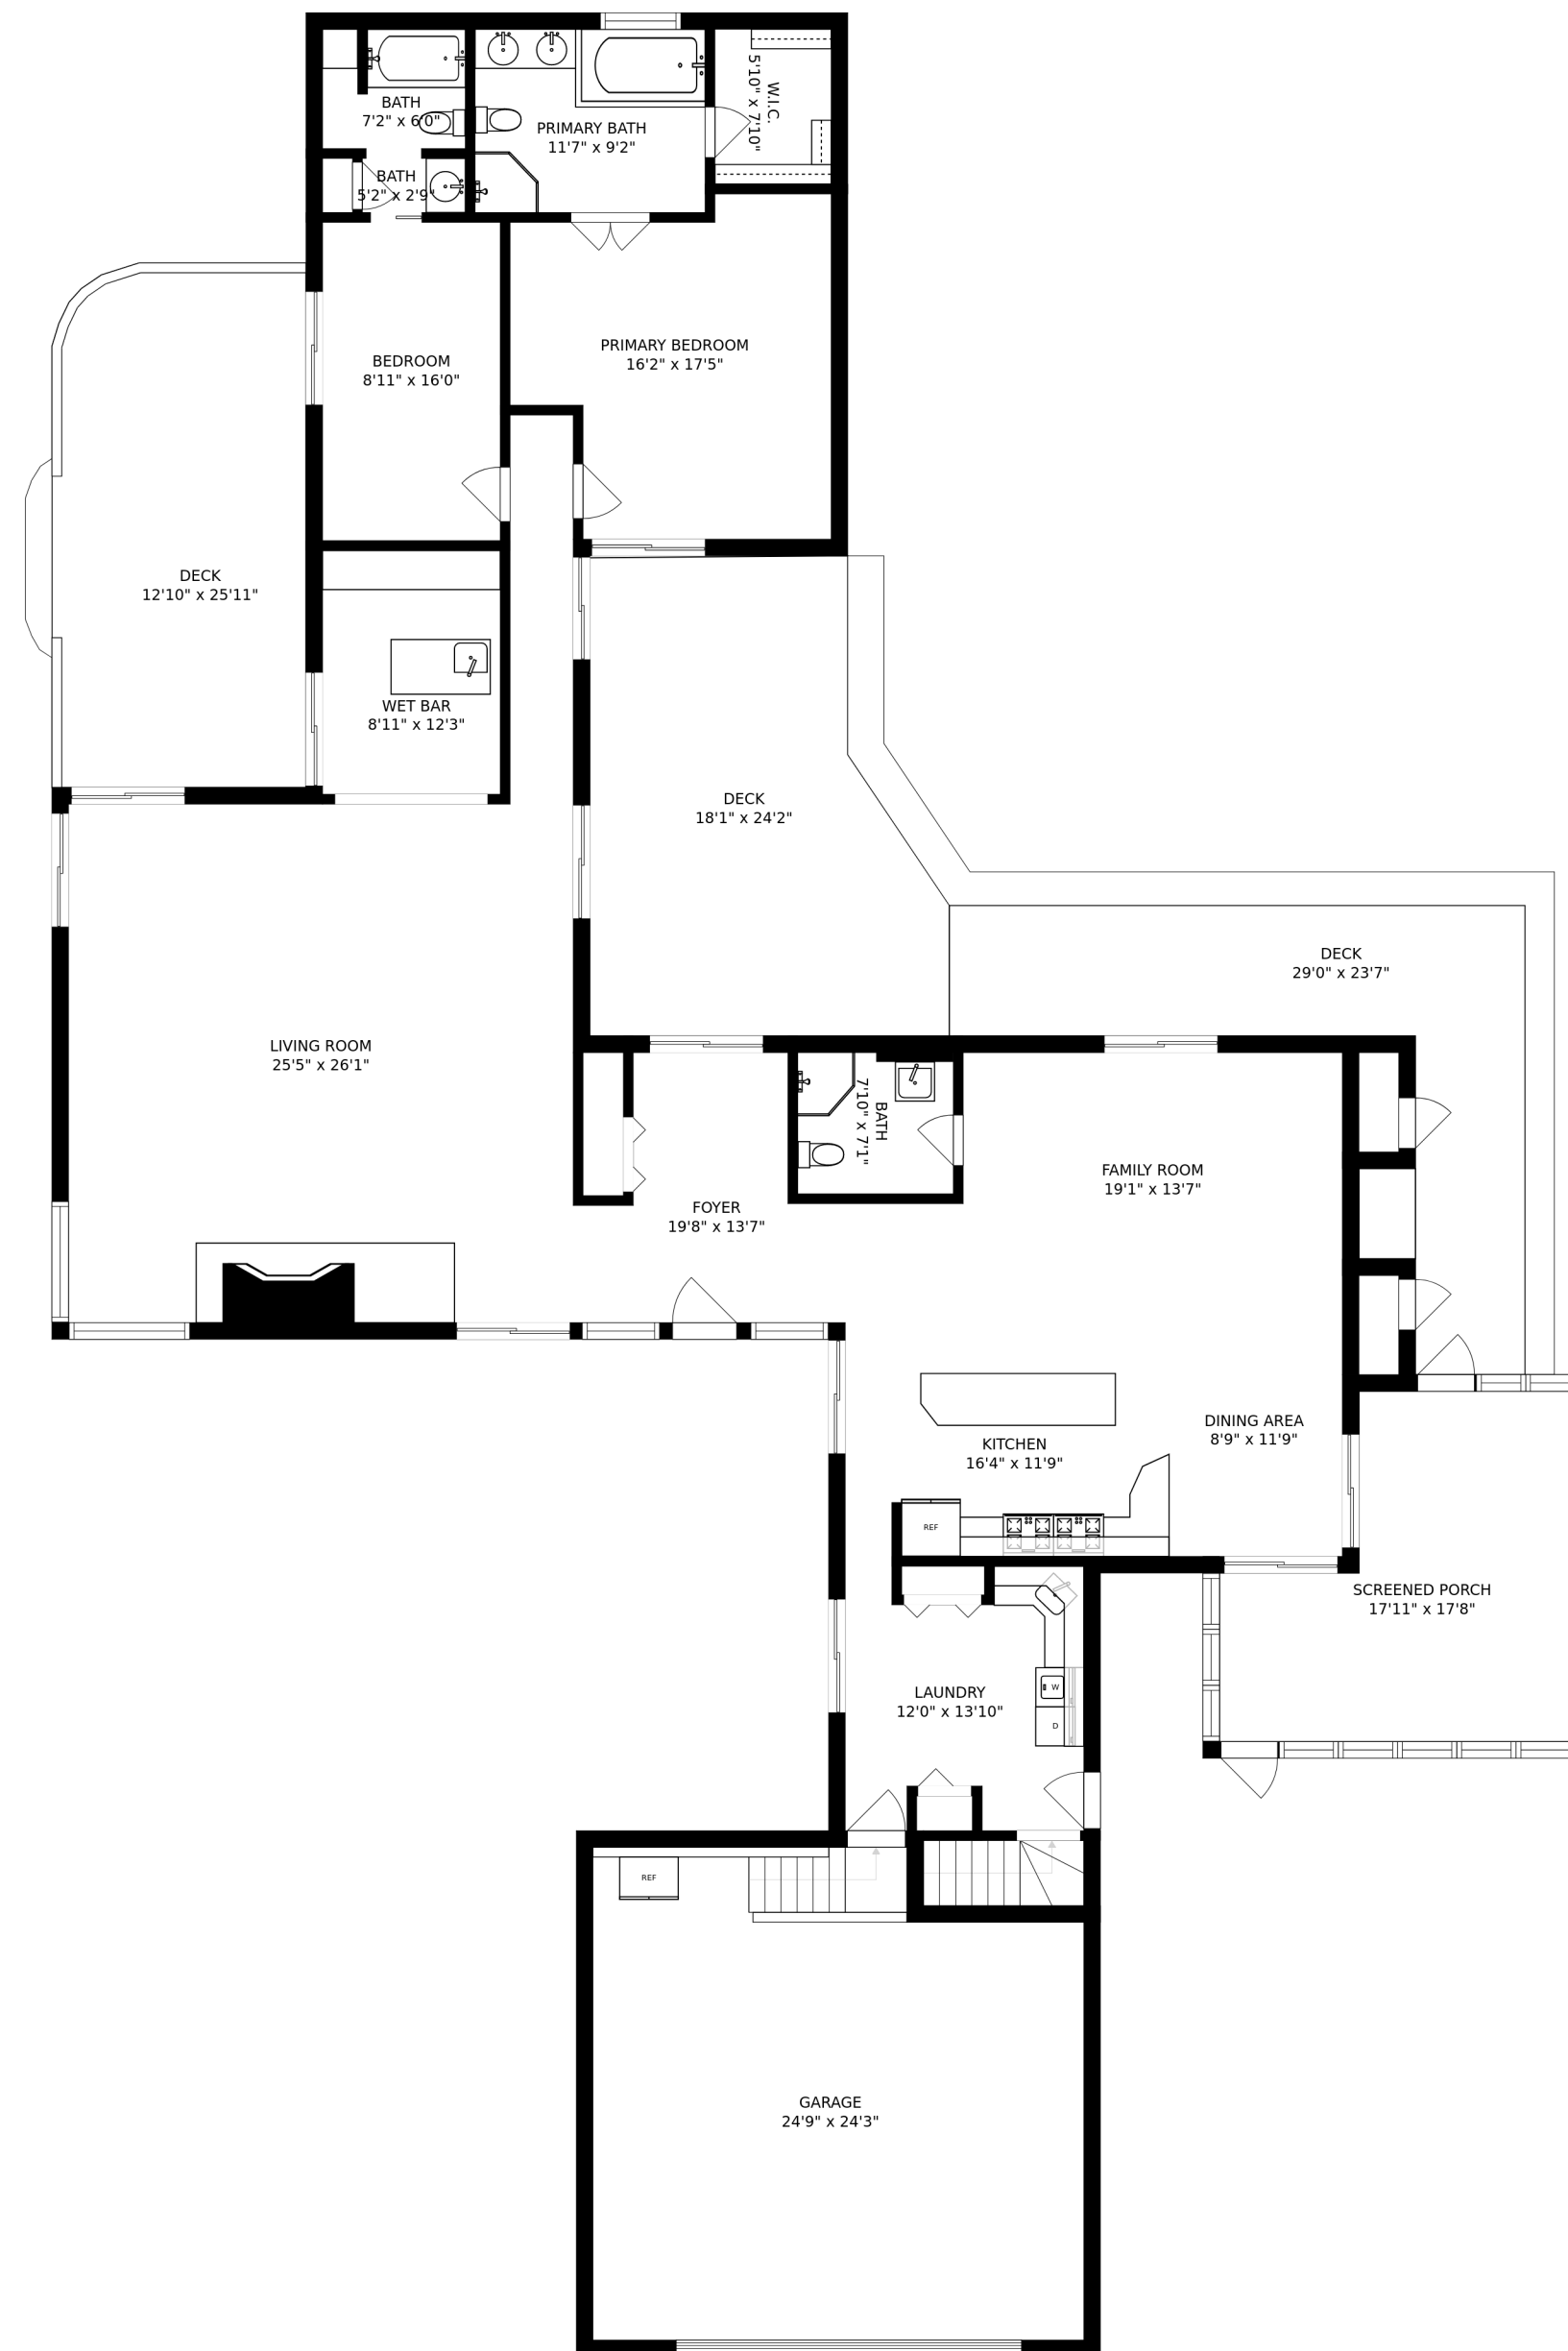 BATH
7'2" x 6'0"
PRIMARY BATH
11'7" x 9'2"
W.I.C.
5'10" x 7'10"
BATH
5'2" x 2'9"
BEDROOM
8'11" x 16'0"
PRIMARY BEDROOM
16'2" x 17'5"
DECK
12'10" x 25'11"
WET BAR
8'11" x 12'3"
DECK
18'1" x 24'2"
DECK
29'0" x 23'7"
LIVING ROOM
25'5" x 26'1"
BATH
7'10" x 7'1"
FAMILY ROOM
19'1" x 13'7"
FOYER
19'8" x 13'7"
DINING AREA
8'9" x 11'9"
KITCHEN
16'4" x 11'9"
REF
SCREENED PORCH
17'11" x 17'8"
LAUNDRY
12'0" x 13'10"
W
D
REF
GARAGE
24'9" x 24'3"